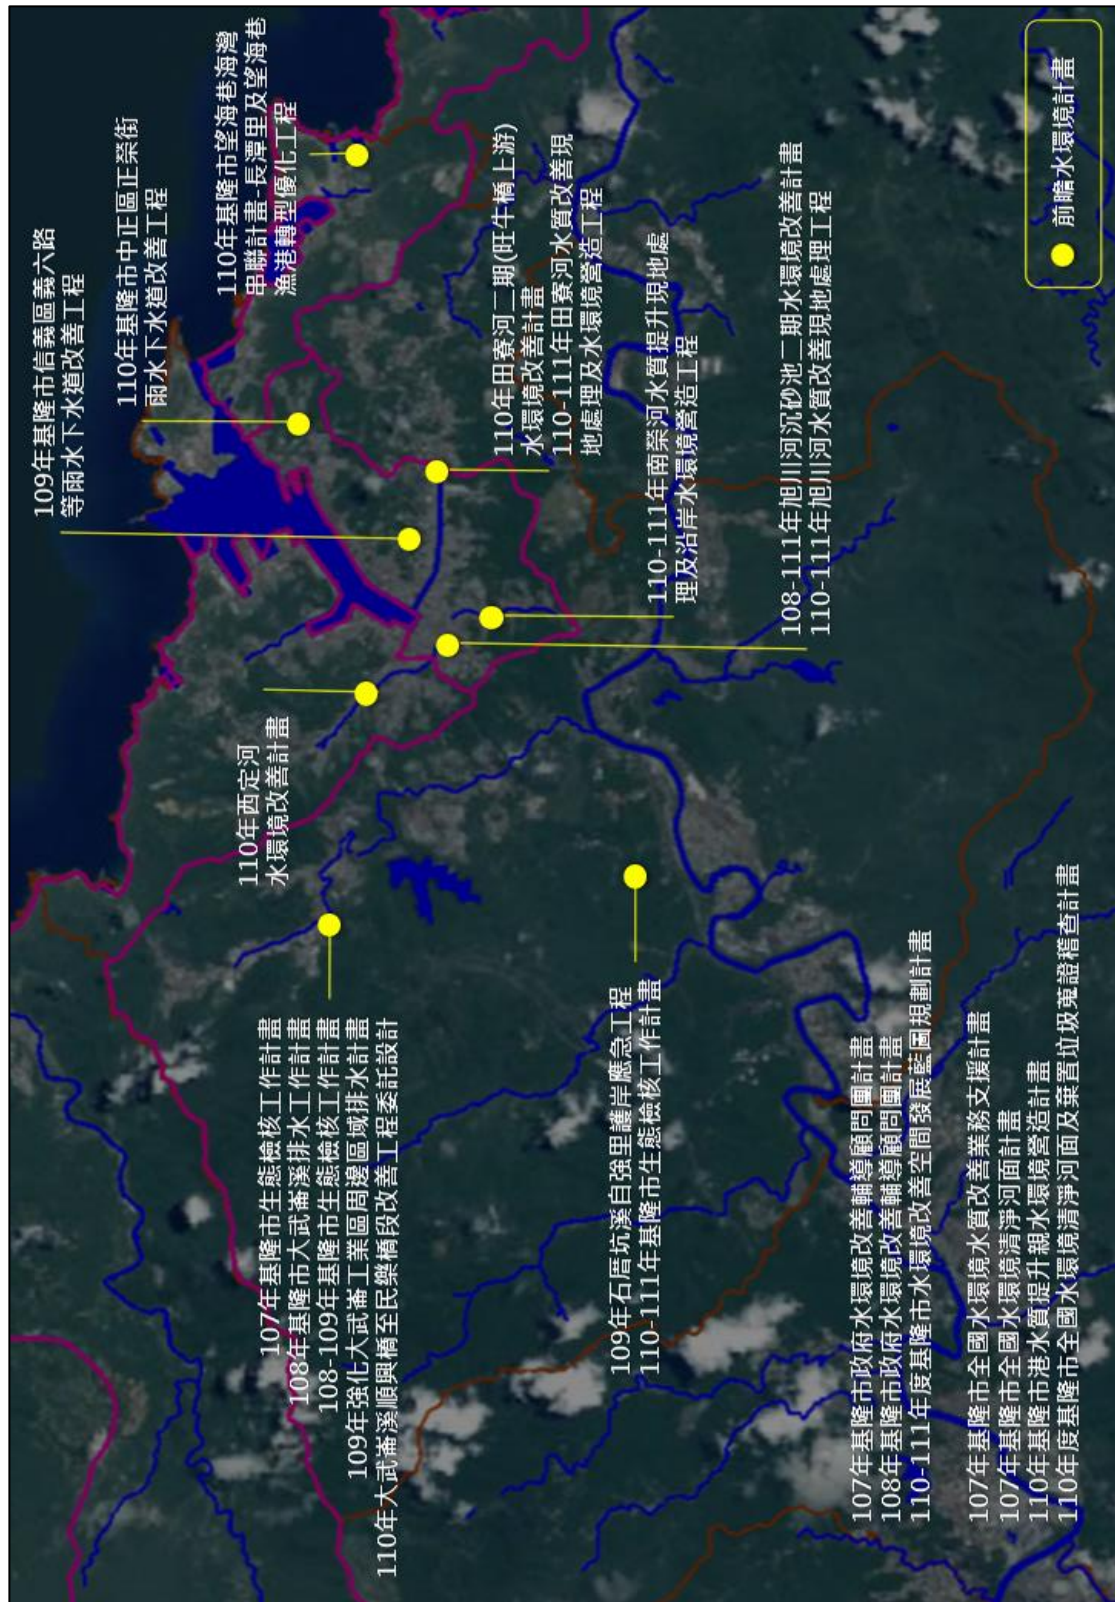 109年基隆市信義區義六路
等雨水下水道改善工程
110年基隆市中正區正榮街
雨水下水道改善工程
110年基隆市望海巷海灣
串聯計畫-長潭里及望海巷
漁港轉型優化工程
110年西定河
水環境改善計畫
110年田寮河二期(旺牛橋上游)
水環境改善計畫
110-111年田寮河水質改善現
地處理及水環境營造工程
110-111年南榮河水質提升現地處
理及沿岸水環境營造工程
108-111年旭川河沉砂池二期水環境改善計畫
110-111年旭川河水質改善現地處理工程
107年基隆市生態檢核工作計畫
108年基隆市大武崙溪排水工作計畫
108-109年基隆市生態檢核工作計畫
109年強化大武崙工業區周邊區域排水計畫
110年大武崙溪順興橋至民樂橋段改善工程委託設計
109年石厝坑溪自強里護岸應急工程
110-111年基隆市生態檢核工作計畫
107年基隆市政府水環境改善輔導顧問團計畫
108年基隆市政府水環境改善輔導顧問團計畫
110-111年度基隆市水環境改善空間發展藍圖規劃計畫
107年基隆市全國水環境水質改善業務支援計畫
107年基隆市全國水環境清淨河面計畫
110年基隆市港水質提升親水環境營造計畫
110年度基隆市全國水環境清淨河面及棄置垃圾蒐證稽查計畫
前瞻水環境計畫